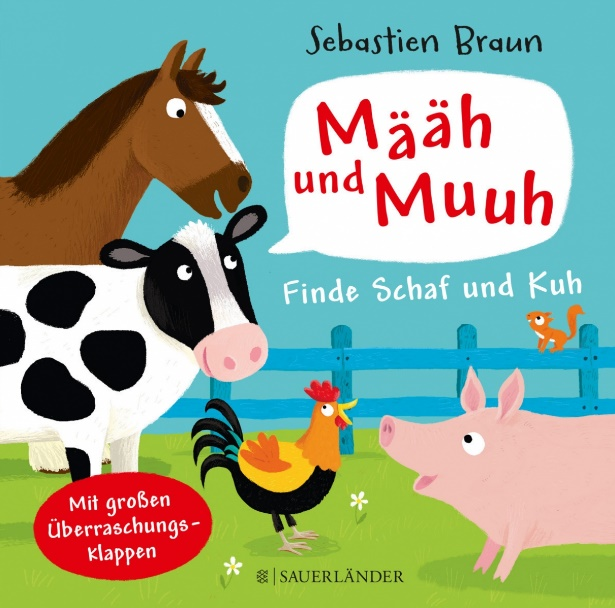 Sebastien Braun
Määh
und Muuh
Finde Schaf und Kuh
Mit großen
Überraschungs-
klappen
SAUERLÄNDER